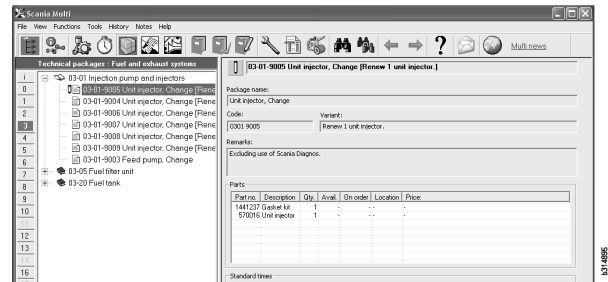 Scania Multi
File View Functions Tools History Notes Help
Multi news
Technical packages : Fuel and exhaust systems
i
0
1
2
3
4
5
6
7
8
9
10
11
12
13
14
16
03-01 Injection pump and injectors
03-01-9005 Unit injector, Change [Rene
03-01-9004 Unit injector, Change [Rene
03-01-9006 Unit injector, Change [Rene
03-01-9007 Unit injector, Change [Rene
03-01-9008 Unit injector, Change [Rene
03-01-9009 Unit injector, Change [Rene
03-01-9003 Feed pump, Change
03-05 Fuel filter unit
03-20 Fuel tank
03-01-9005 Unit injector, Change [Renew 1 unit injector.]
Package name:
Unit injector, Change
Code: Variant:
0301 9005 Renew 1 unit injector.
Remarks:
Excluding use of Scania Diagnos.
Parts
Part no. Description Qty. Avail. On order Location Price:
1441237 Gasket kit 1 - - - -
570016 Unit injector 1 - - - -
Standard times
b314895